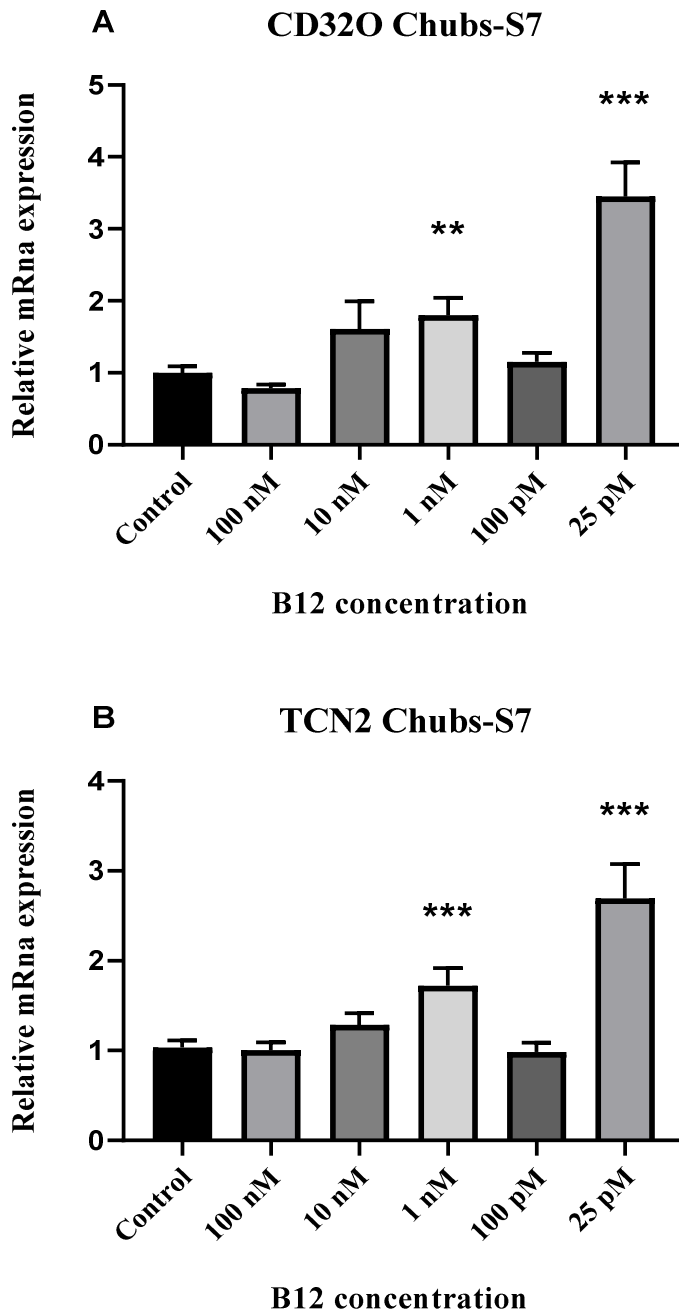 A
CD32O Chubs-S7
Relative mRna expression
5
4
3
2
1
0
**
***
Control
100 nM
10 nM
1 nM
100 pM
25 pM
B12 concentration
B
TCN2 Chubs-S7
Relative mRna expression
4
3
2
1
0
***
***
Control
100 nM
10 nM
1 nM
100 pM
25 pM
B12 concentration